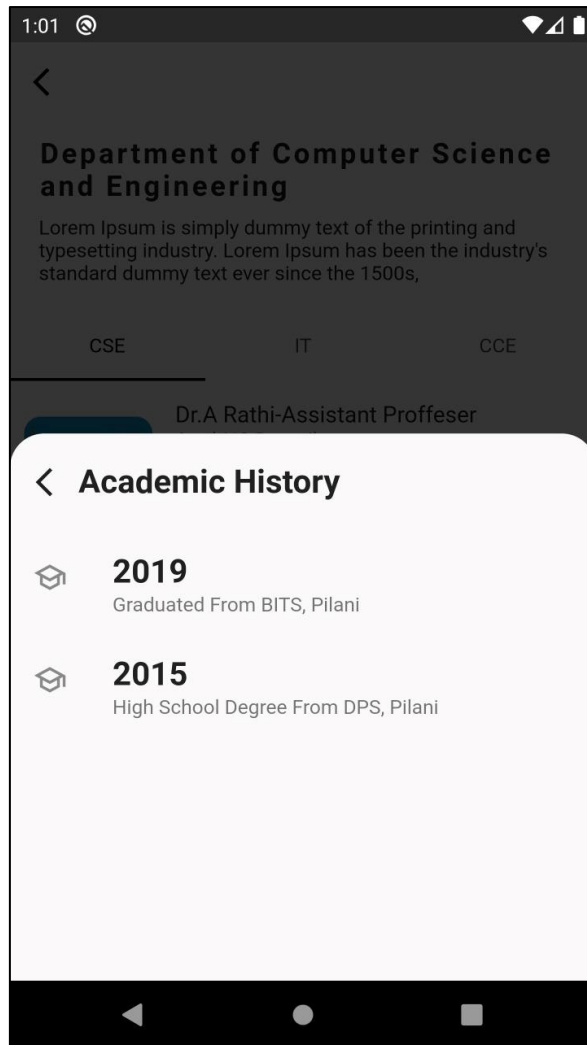 1:01
Department of Computer Science
and Engineering
Lorem Ipsum is simply dummy text of the printing and
typesetting industry. Lorem Ipsum has been the industry's
standard dummy text ever since the 1500s,
CSE IT CCE
Dr.A Rathi-Assistant Proffeser
Academic History
2019
Graduated From BITS, Pilani
2015
High School Degree From DPS, Pilani